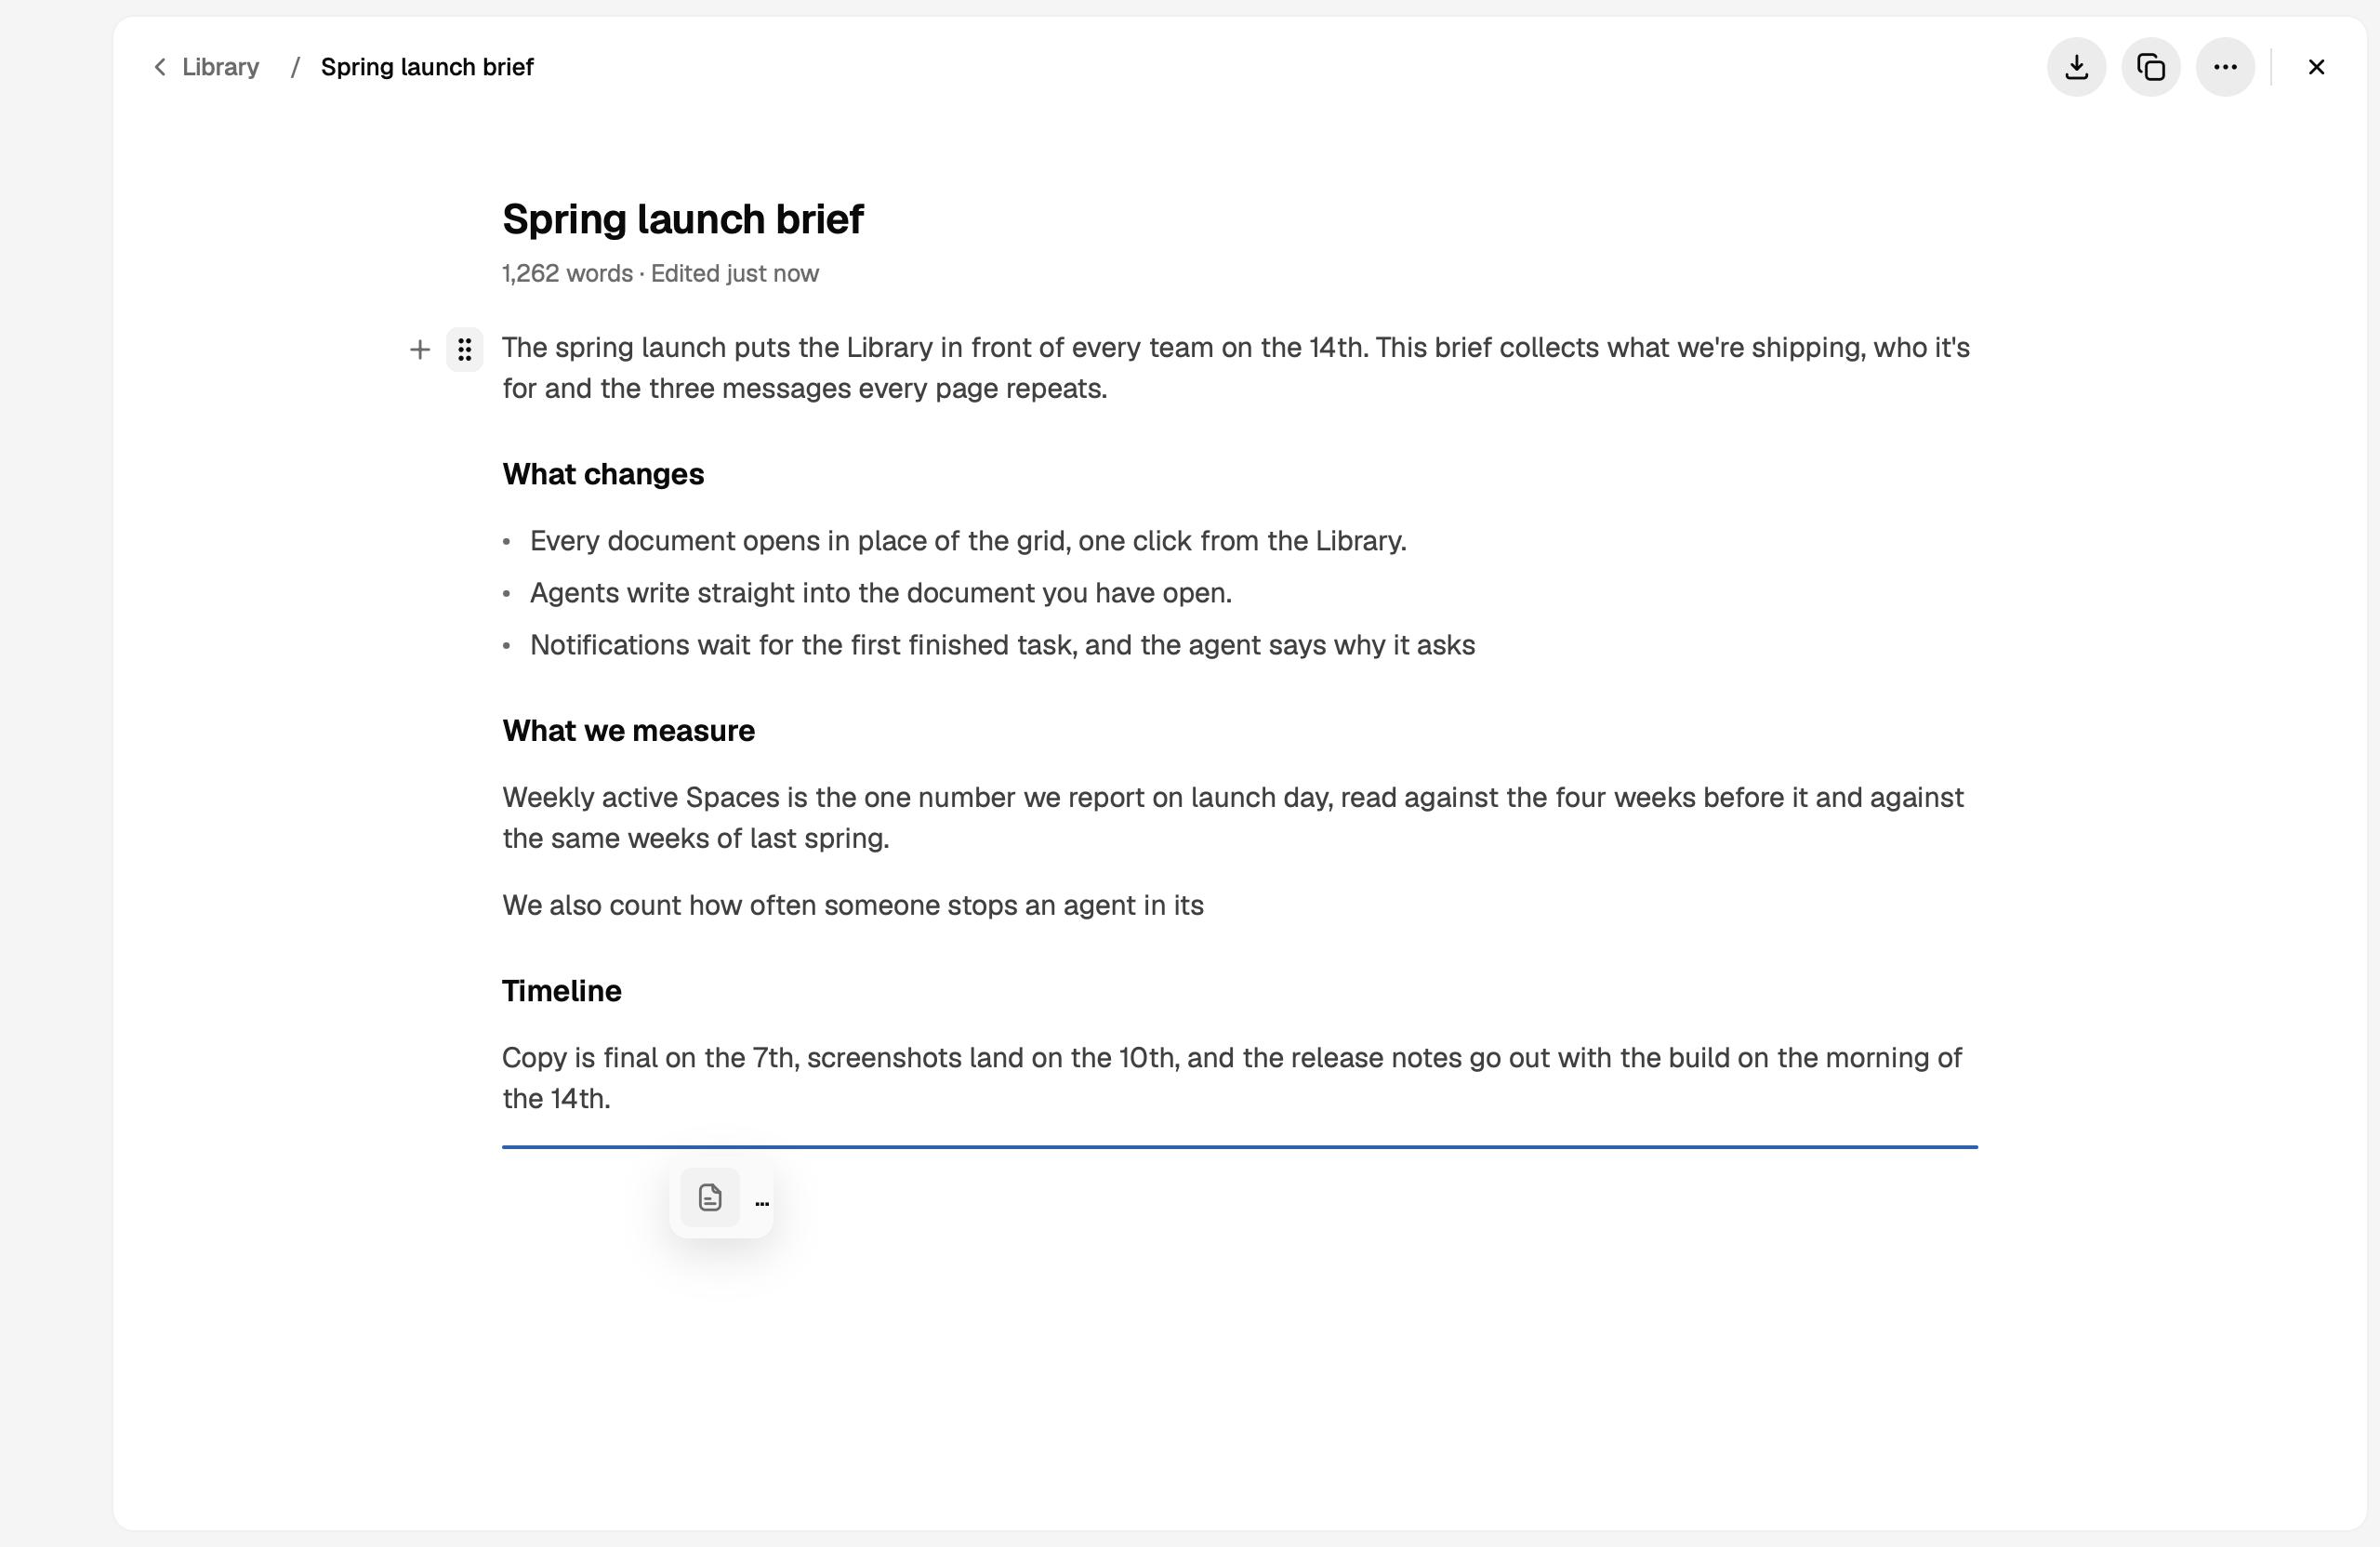 Library / Spring launch brief
Spring launch brief
1,262 words · Edited just now
The spring launch puts the Library in front of every team on the 14th. This brief collects what we're shipping, who it's
for and the three messages every page repeats.
What changes
• Every document opens in place of the grid, one click from the Library.
• Agents write straight into the document you have open.
• Notifications wait for the first finished task, and the agent says why it asks
What we measure
Weekly active Spaces is the one number we report on launch day, read against the four weeks before it and against
the same weeks of last spring.
We also count how often someone stops an agent in its
Timeline
Copy is final on the 7th, screenshots land on the 10th, and the release notes go out with the build on the morning of
the 14th.
...